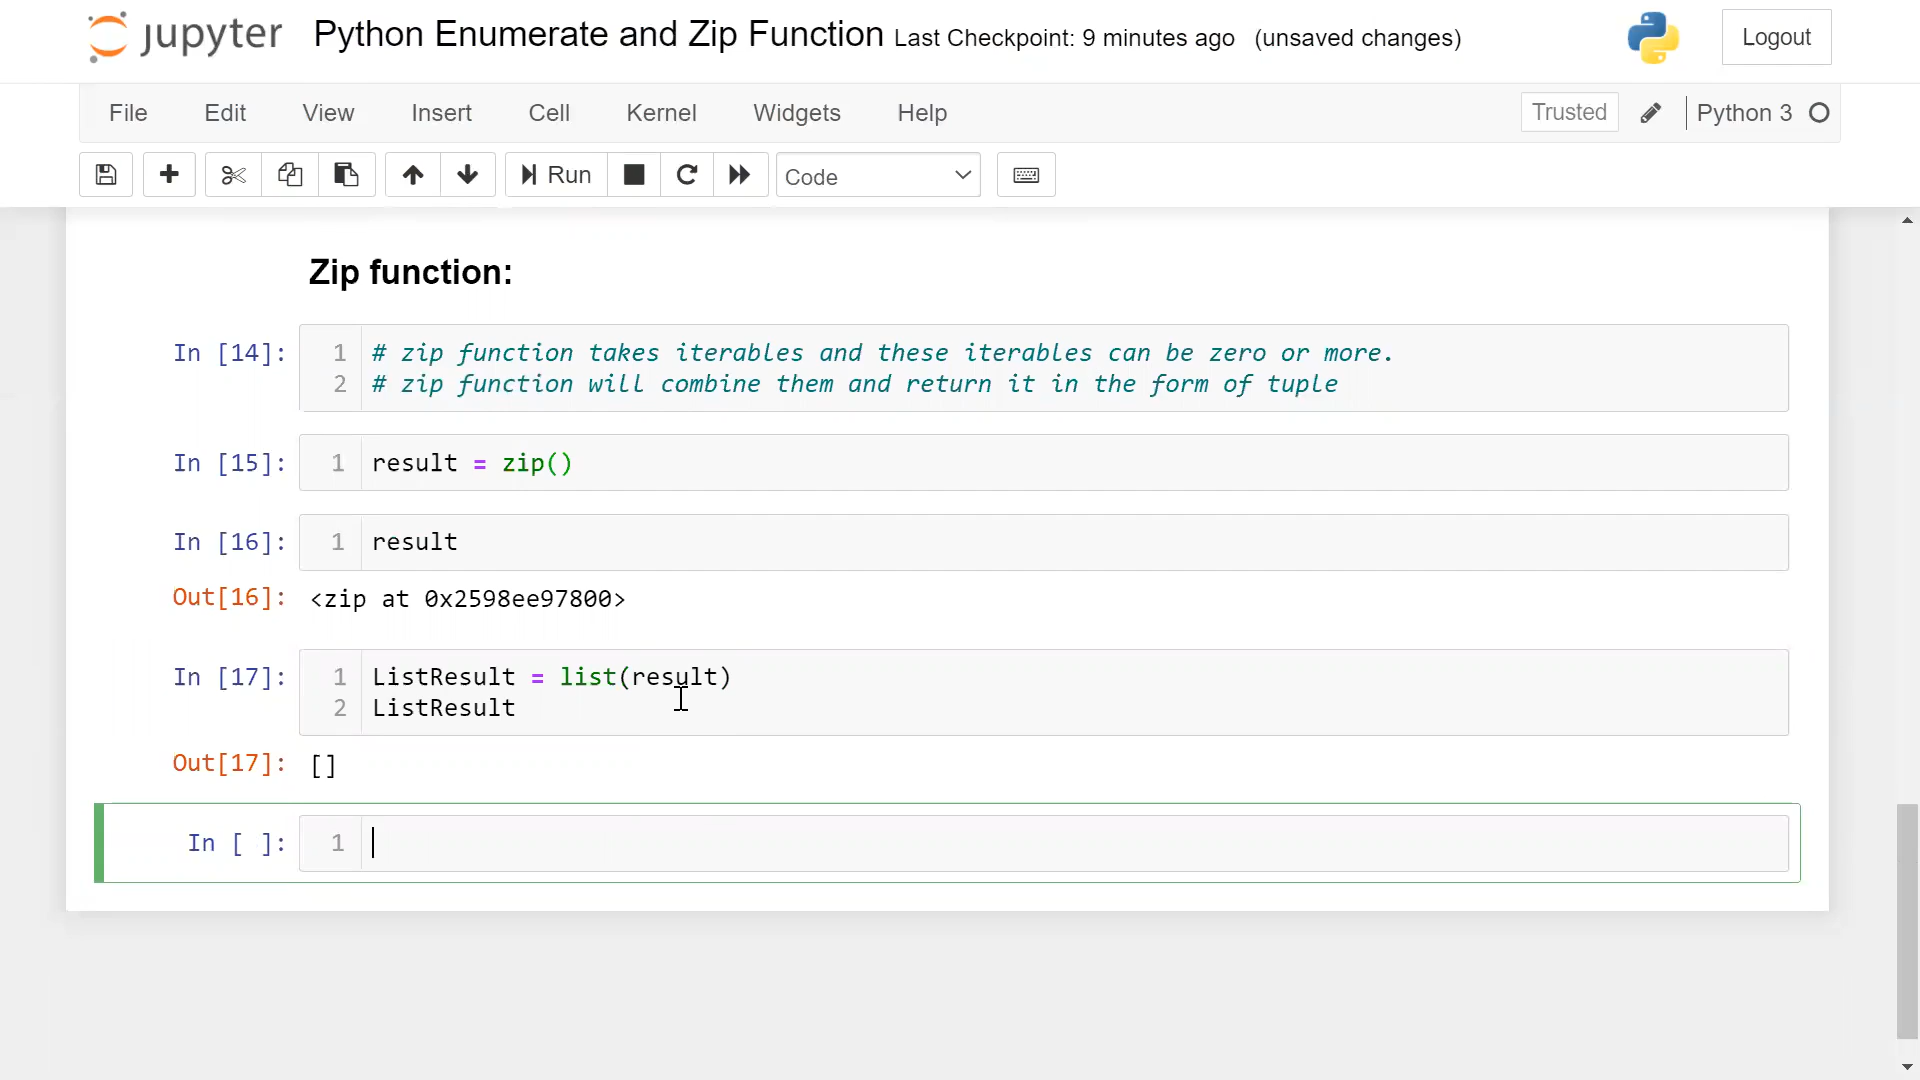 jupyter Python Enumerate and Zip Function Last Checkpoint: 9 minutes ago (unsaved changes) Logout
File Edit View Insert Cell Kernel Widgets Help Trusted Python 3
Run Code
Zip function:
In [14]: 1 # zip function takes iterables and these iterables can be zero or more.
2 # zip function will combine them and return it in the form of tuple
In [15]: 1 result = zip()
In [16]: 1 result
Out[16]: <zip at 0x2598ee97800>
In [17]: 1 ListResult = list(result)
2 ListResult
Out[17]: []
In [ ]: 1